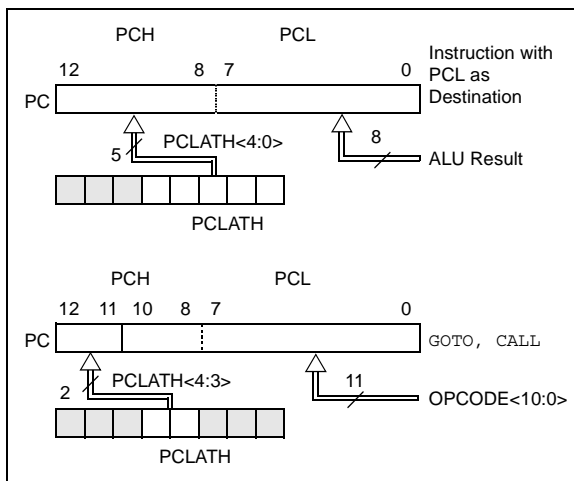 PCH PCL
12 8 7 0
Instruction with
PCL as
Destination
PC
5 PCLATH<4:0>
8
ALU Result
PCLATH
PCH PCL
12 11 10 8 7 0
PC
GOTO, CALL
2 PCLATH<4:3>
11
OPCODE<10:0>
PCLATH